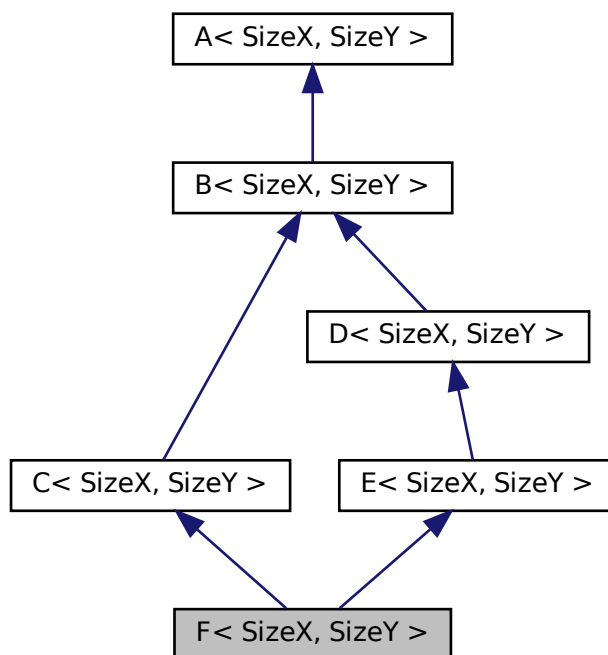 A< SizeX, SizeY >
B< SizeX, SizeY >
D< SizeX, SizeY >
C< SizeX, SizeY >
E< SizeX, SizeY >
F< SizeX, SizeY >